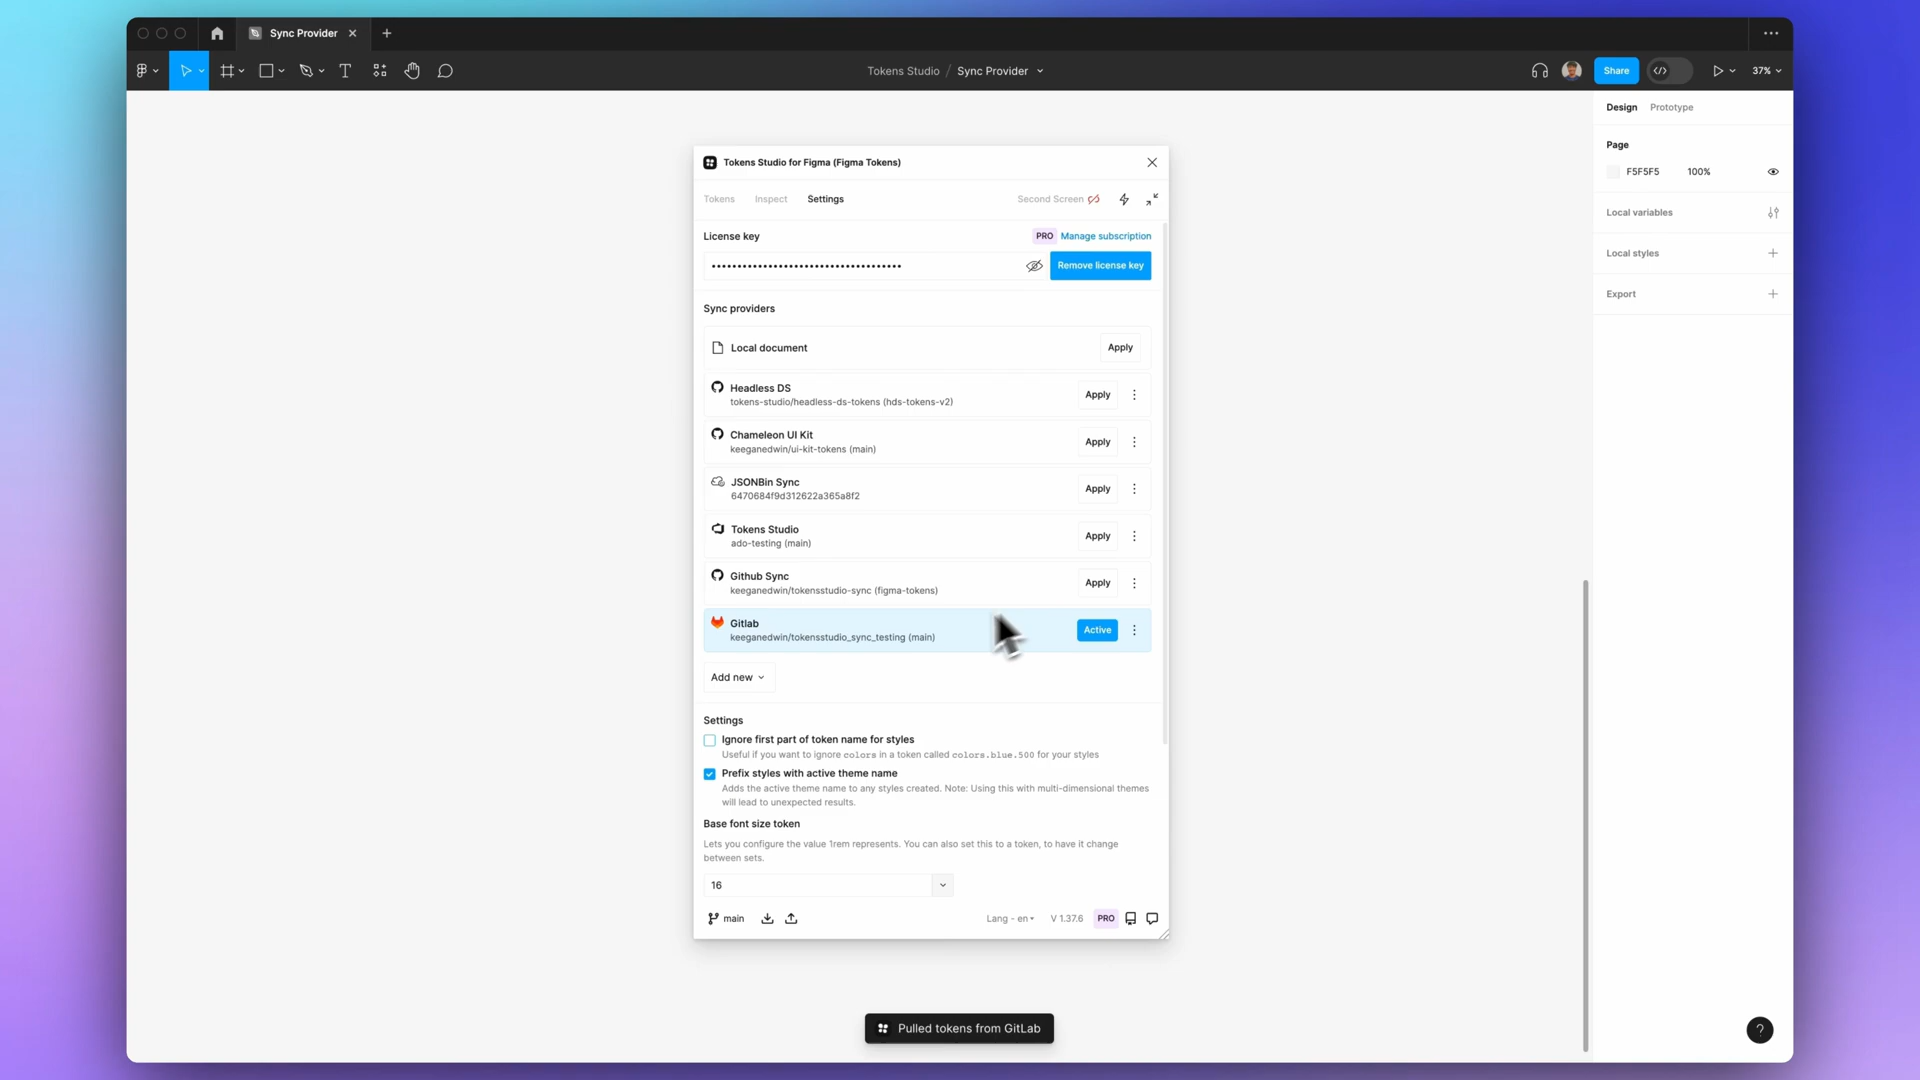 Sync Provider
Tokens Studio / Sync Provider
Share
37%
Design Prototype
Page
F5F5F5 100%
Local variables
Local styles
Export
Tokens Studio for Figma (Figma Tokens)
Tokens Inspect Settings Second Screen
License key PRO Manage subscription
•••••••••••••••••••••••••••••••••••• Remove license key
Sync providers
Local document Apply
Headless DS
tokens-studio/headless-ds-tokens (hds-tokens-v2)
Apply
Chameleon UI Kit
keeganedwin/ui-kit-tokens (main)
Apply
JSONBin Sync
6470684f9d312622a365a8f2
Apply
Tokens Studio
ado-testing (main)
Apply
Github Sync
keeganedwin/tokensstudio-sync (figma-tokens)
Apply
Gitlab
keeganedwin/tokensstudio_sync_testing (main)
Active
Add new
Settings
Ignore first part of token name for styles
Useful if you want to ignore colors in a token called colors.blue.500 for your styles
Prefix styles with active theme name
Adds the active theme name to any styles created. Note: Using this with multi-dimensional themes
will lead to unexpected results.
Base font size token
Lets you configure the value 1rem represents. You can also set this to a token, to have it change
between sets.
16
main Lang - en V 1.37.6 PRO
Pulled tokens from GitLab
?